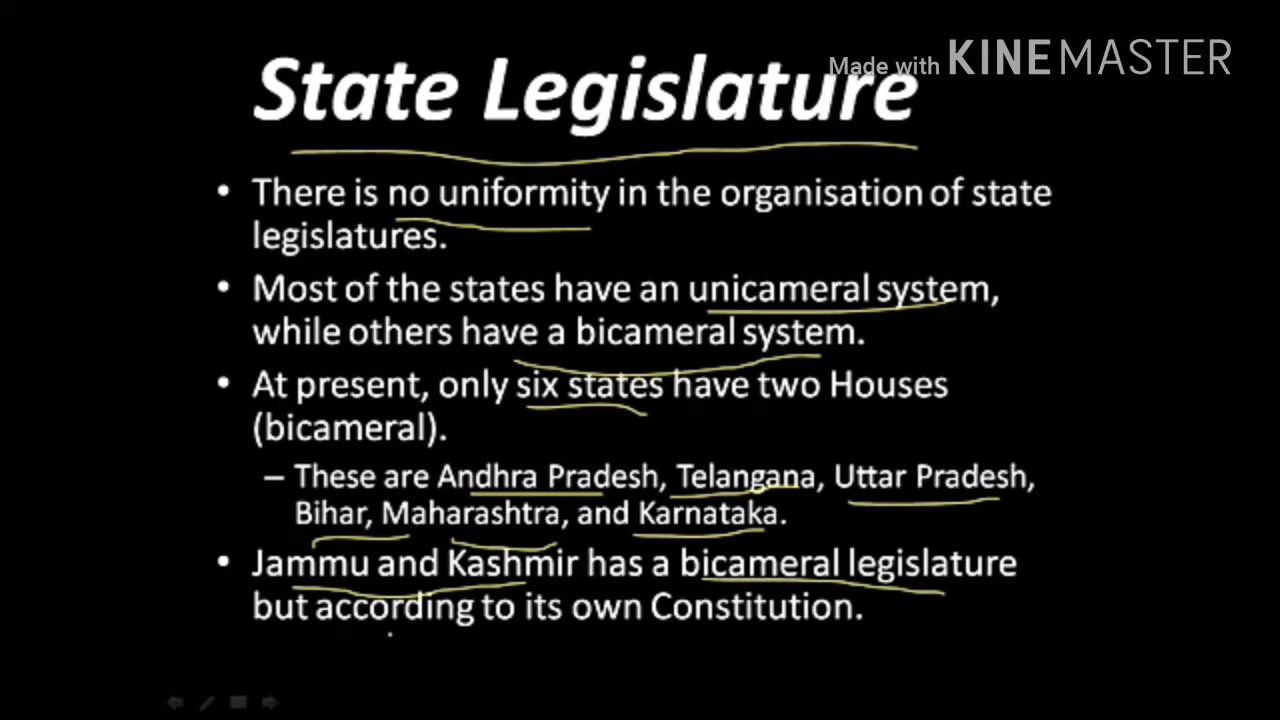 Made with KINEMASTER
State Legislature
• There is no uniformity in the organisation of state
legislatures.
• Most of the states have an unicameral system,
while others have a bicameral system.
• At present, only six states have two Houses
(bicameral).
– These are Andhra Pradesh, Telangana, Uttar Pradesh,
Bihar, Maharashtra, and Karnataka.
• Jammu and Kashmir has a bicameral legislature
but according to its own Constitution.